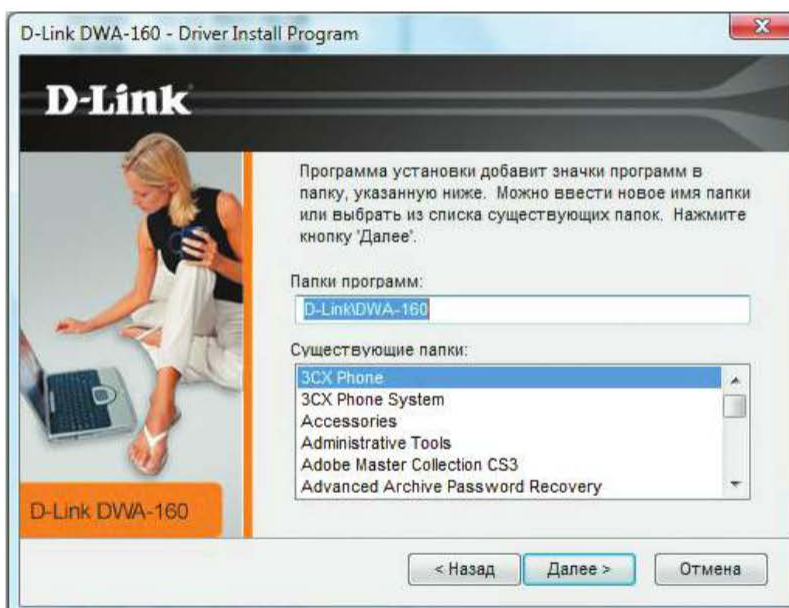 D-Link DWA-160 - Driver Install Program
D-Link
Программа установки добавит значки программ в
папку, указанную ниже. Можно ввести новое имя папки
или выбрать из списка существующих папок. Нажмите
кнопку 'Далее'.
Папки программ:
D-Link\DWA-160
Существующие папки:
3CX Phone
3CX Phone System
Accessories
Administrative Tools
Adobe Master Collection CS3
Advanced Archive Password Recovery
D-Link DWA-160
< Назад
Далее >
Отмена